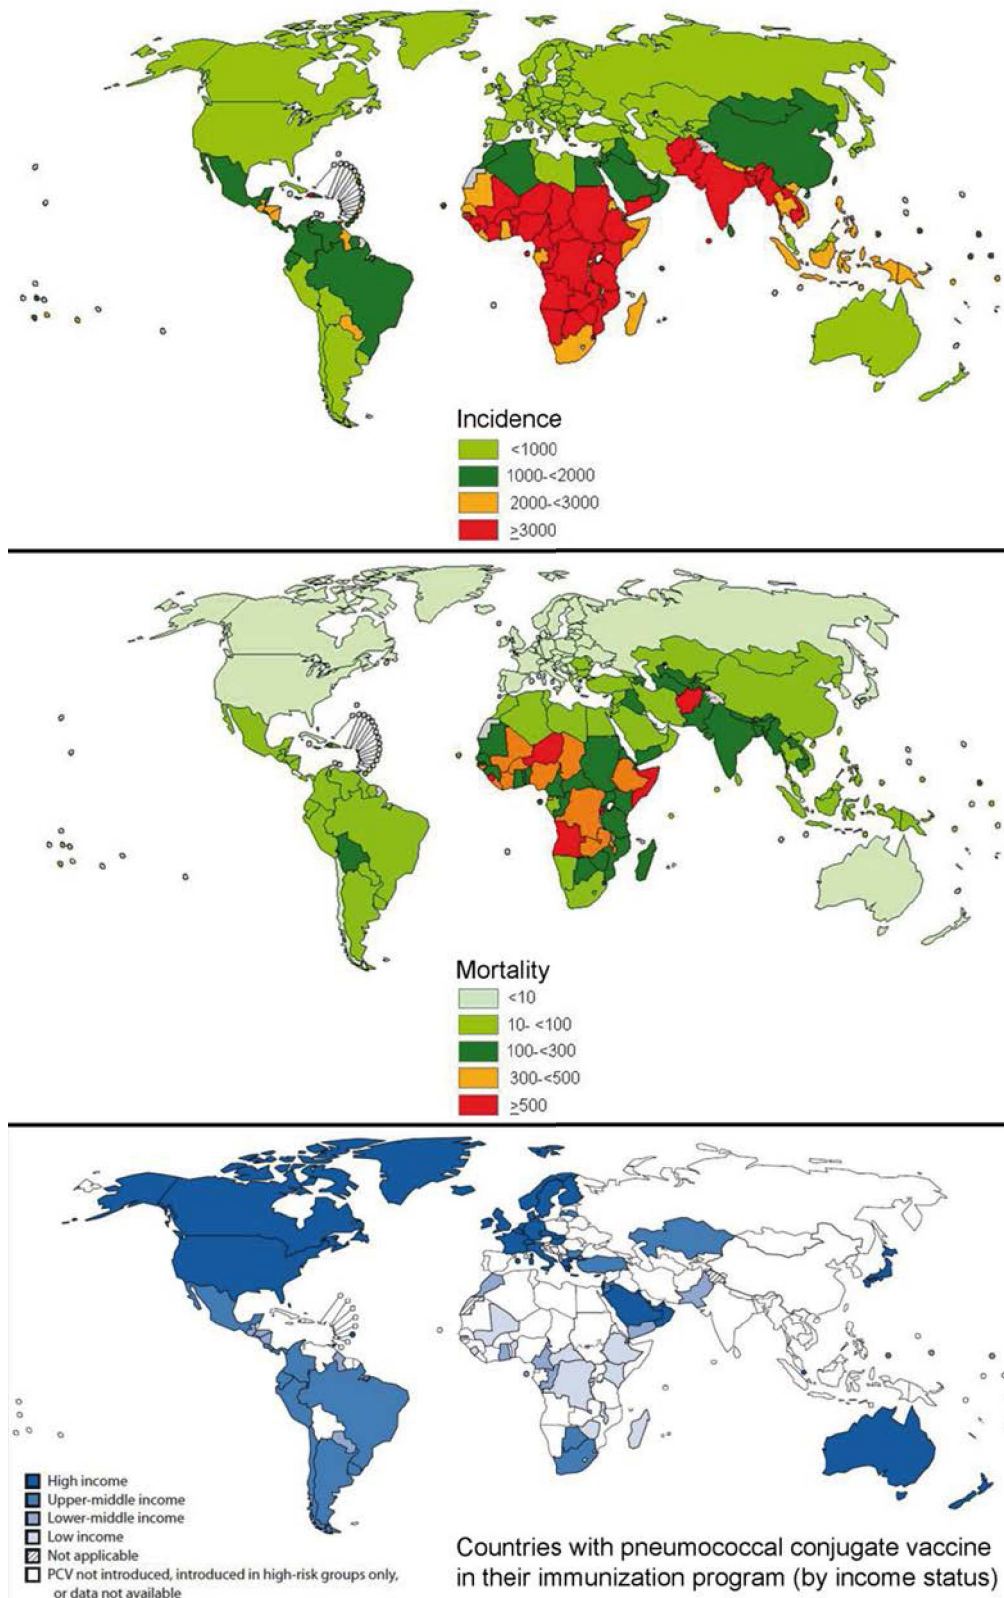 Incidence
<1000
1000-<2000
2000-<3000
≥3000
Mortality
<10
10- <100
100-<300
300-<500
≥500
High income
Upper-middle income
Lower-middle income
Low income
Not applicable
PCV not introduced, introduced in high-risk groups only,
or data not available
Countries with pneumococcal conjugate vaccine
in their immunization program (by income status)